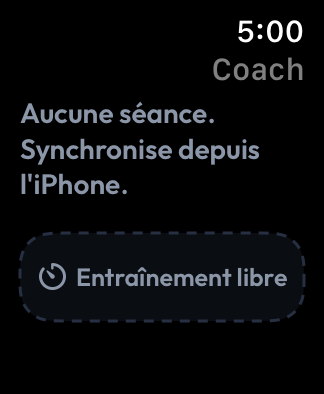 5:00
Coach
Aucune séance.
Synchronise depuis
l'iPhone.
Entraînement libre